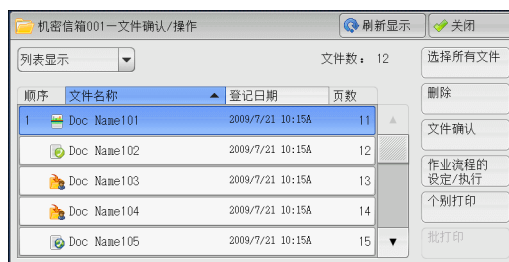 机密信箱001－文件确认/操作
刷新显示
关闭
列表显示
文件数： 12
选择所有文件
顺序 文件名称 登记日期 页数
删除
1 Doc Name101 2009/7/21 10:15A 11
文件确认
Doc Name102 2009/7/21 10:15A 12
作业流程的
设定/执行
Doc Name103 2009/7/21 10:15A 13
个别打印
Doc Name104 2009/7/21 10:15A 14
批打印
Doc Name105 2009/7/21 10:15A 15